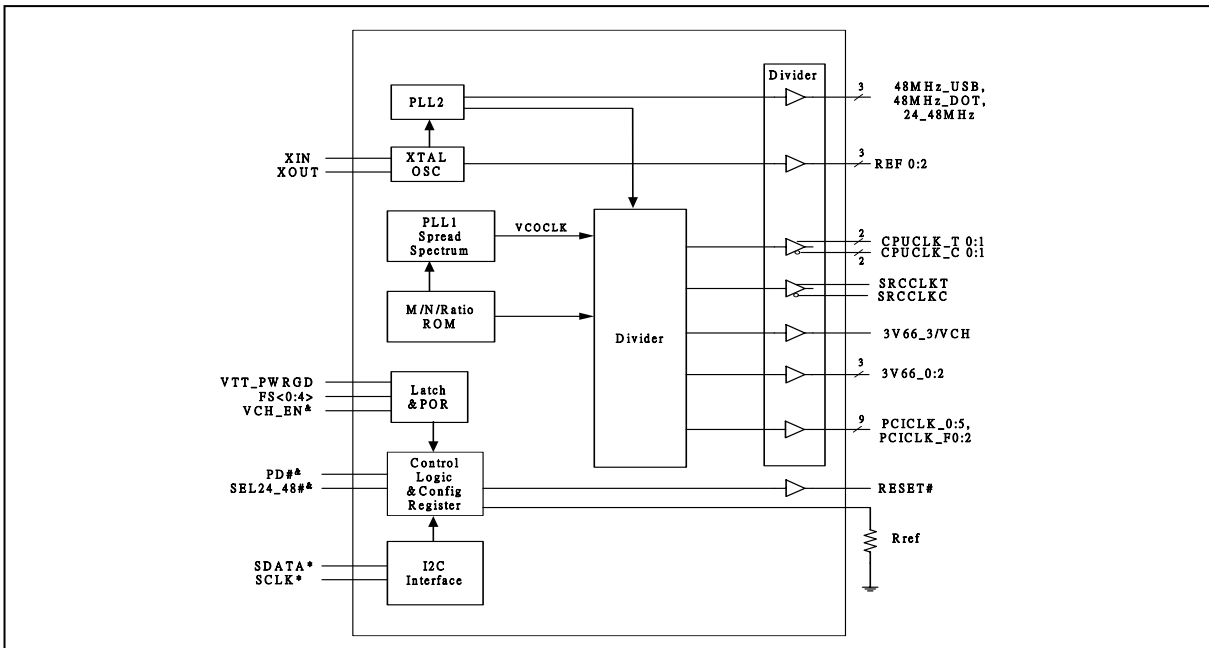 Divider
PLL2
3
48MHz_USB,
48MHz_DOT,
24_48MHz
XIN
XOUT
XTAL
OSC
3
REF 0:2
PLL1
Spread
Spectrum
VCOCLK
2
CPUCLK_T 0:1
CPUCLK_C 0:1
2
SRCCLKT
SRCCLKC
M/N/Ratio
ROM
Divider
3V66_3/VCH
3
3V66_0:2
VTT_PWRGD
FS<0:4>
VCH_EN&
Latch
&POR
9
PCICLK_0:5,
PCICLK_F0:2
PD#&
SEL24_48#&
Control
Logic
&Config
Register
RESET#
Rref
SDATA*
SCLK*
I2C
Interface